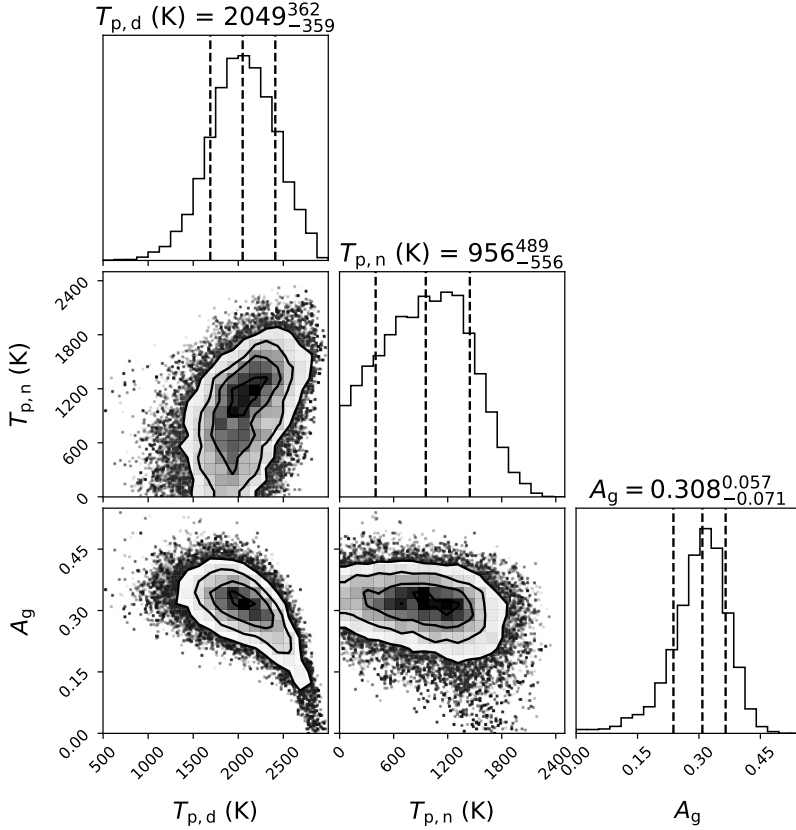 T_p,d (K) = 2049^362_−359
T_p,n (K) = 956^489_−556
A_g = 0.308^0.057_−0.071
T_p,n (K)
2400
1800
1200
600
0
A_g
0.45
0.30
0.15
0.00
500 1000 1500 2000 2500
0 600 1200 1800 2400
0.00 0.15 0.30 0.45
T_p,d (K)
T_p,n (K)
A_g